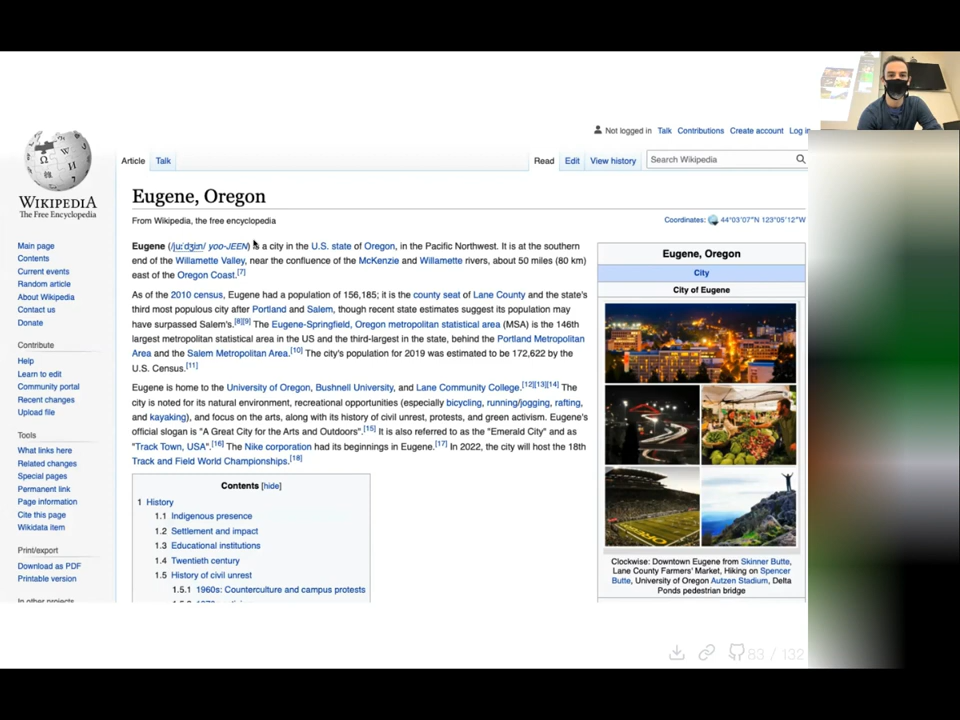 Not logged in Talk Contributions Create account Log in
Article Talk Read Edit View history Search Wikipedia
WIKIPEDIA
The Free Encyclopedia
Main page
Contents
Current events
Random article
About Wikipedia
Contact us
Donate
Contribute
Help
Learn to edit
Community portal
Recent changes
Upload file
Tools
What links here
Related changes
Special pages
Permanent link
Page information
Cite this page
Wikidata item
Print/export
Download as PDF
Printable version
In other projects
Eugene, Oregon
From Wikipedia, the free encyclopedia
Coordinates: 44°03′07″N 123°05′12″W
Eugene (/juːˈdʒiːn/ yoo-JEEN) is a city in the U.S. state of Oregon, in the Pacific Northwest. It is at the southern
end of the Willamette Valley, near the confluence of the McKenzie and Willamette rivers, about 50 miles (80 km)
east of the Oregon Coast.[7]
As of the 2010 census, Eugene had a population of 156,185; it is the county seat of Lane County and the state's
third most populous city after Portland and Salem, though recent state estimates suggest its population may
have surpassed Salem's.[8][9] The Eugene-Springfield, Oregon metropolitan statistical area (MSA) is the 146th
largest metropolitan statistical area in the US and the third-largest in the state, behind the Portland Metropolitan
Area and the Salem Metropolitan Area.[10] The city's population for 2019 was estimated to be 172,622 by the
U.S. Census.[11]
Eugene is home to the University of Oregon, Bushnell University, and Lane Community College.[12][13][14] The
city is noted for its natural environment, recreational opportunities (especially bicycling, running/jogging, rafting,
and kayaking), and focus on the arts, along with its history of civil unrest, protests, and green activism. Eugene's
official slogan is "A Great City for the Arts and Outdoors".[15] It is also referred to as the "Emerald City" and as
"Track Town, USA".[16] The Nike corporation had its beginnings in Eugene.[17] In 2022, the city will host the 18th
Track and Field World Championships.[18]
Contents [hide]
1 History
1.1 Indigenous presence
1.2 Settlement and impact
1.3 Educational institutions
1.4 Twentieth century
1.5 History of civil unrest
1.5.1 1960s: Counterculture and campus protests
Eugene, Oregon
City
City of Eugene
Clockwise: Downtown Eugene from Skinner Butte,
Lane County Farmers' Market, Hiking on Spencer
Butte, University of Oregon Autzen Stadium, Delta
Ponds pedestrian bridge
83 / 132